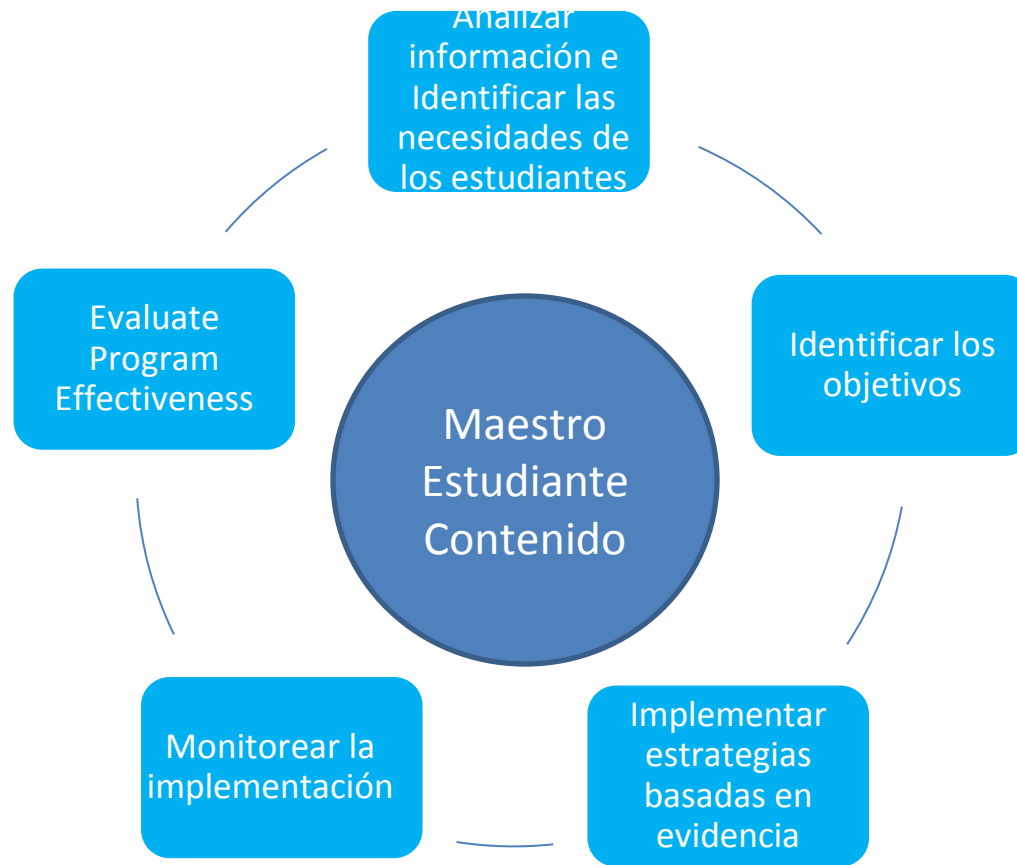 Analizar
información e
Identificar las
necesidades de
los estudiantes
Identificar los
objetivos
Implementar
estrategias
basadas en
evidencia
Monitorear la
implementación
Evaluate
Program
Effectiveness
Maestro
Estudiante
Contenido